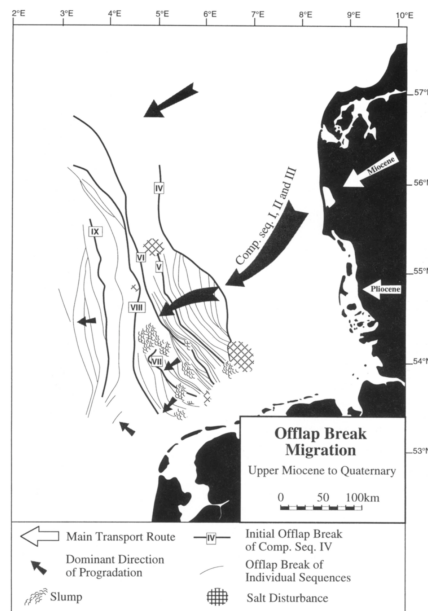 2°E 3°E 4°E 5°E 6°E 7°E 8°E 9°E 10°E
57°N
Miocene
56°N
IV
Comp. seq. I, II and III
IX
VI
V
55°N
Pliocene
VIII
VII
54°N
Offlap Break
Migration
Upper Miocene to Quaternary
53°N
0 50 100km
Main Transport Route
IV Initial Offlap Break
of Comp. Seq. IV
Dominant Direction
of Progradation
Offlap Break of
Individual Sequences
Slump
Salt Disturbance